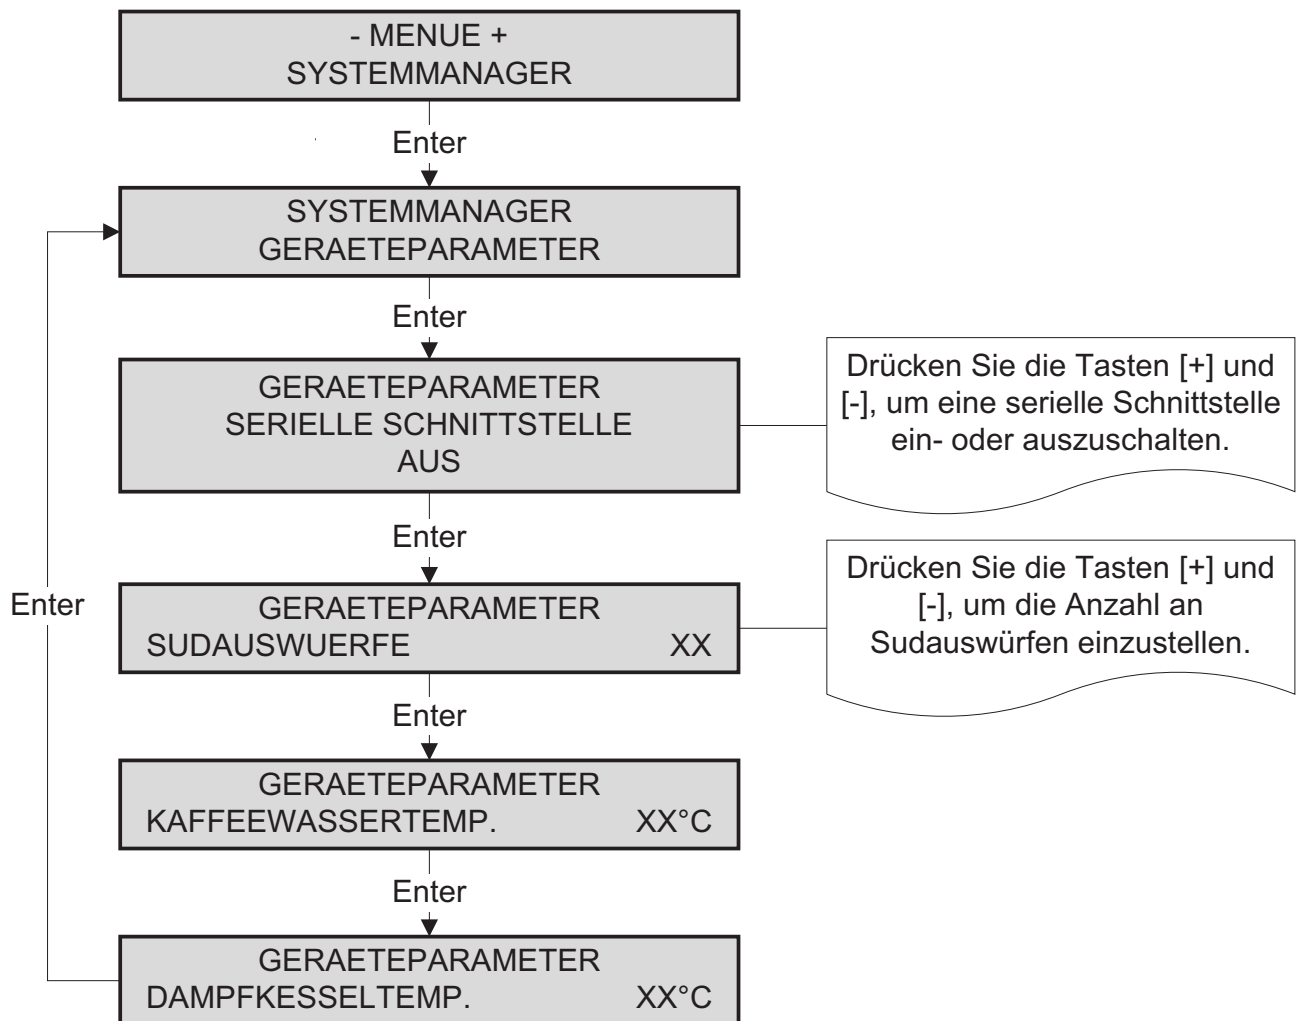 - MENUE +
SYSTEMMANAGER
Enter
SYSTEMMANAGER
GERAETEPARAMETER
Enter
GERAETEPARAMETER
SERIELLE SCHNITTSTELLE
AUS
Drücken Sie die Tasten [+] und
[-], um eine serielle Schnittstelle
ein- oder auszuschalten.
Enter
GERAETEPARAMETER
SUDAUSWUERFE XX
Drücken Sie die Tasten [+] und
[-], um die Anzahl an
Sudauswürfen einzustellen.
Enter
Enter
GERAETEPARAMETER
KAFFEEWASSERTEMP. XX°C
Enter
GERAETEPARAMETER
DAMPFKESSELTEMP. XX°C